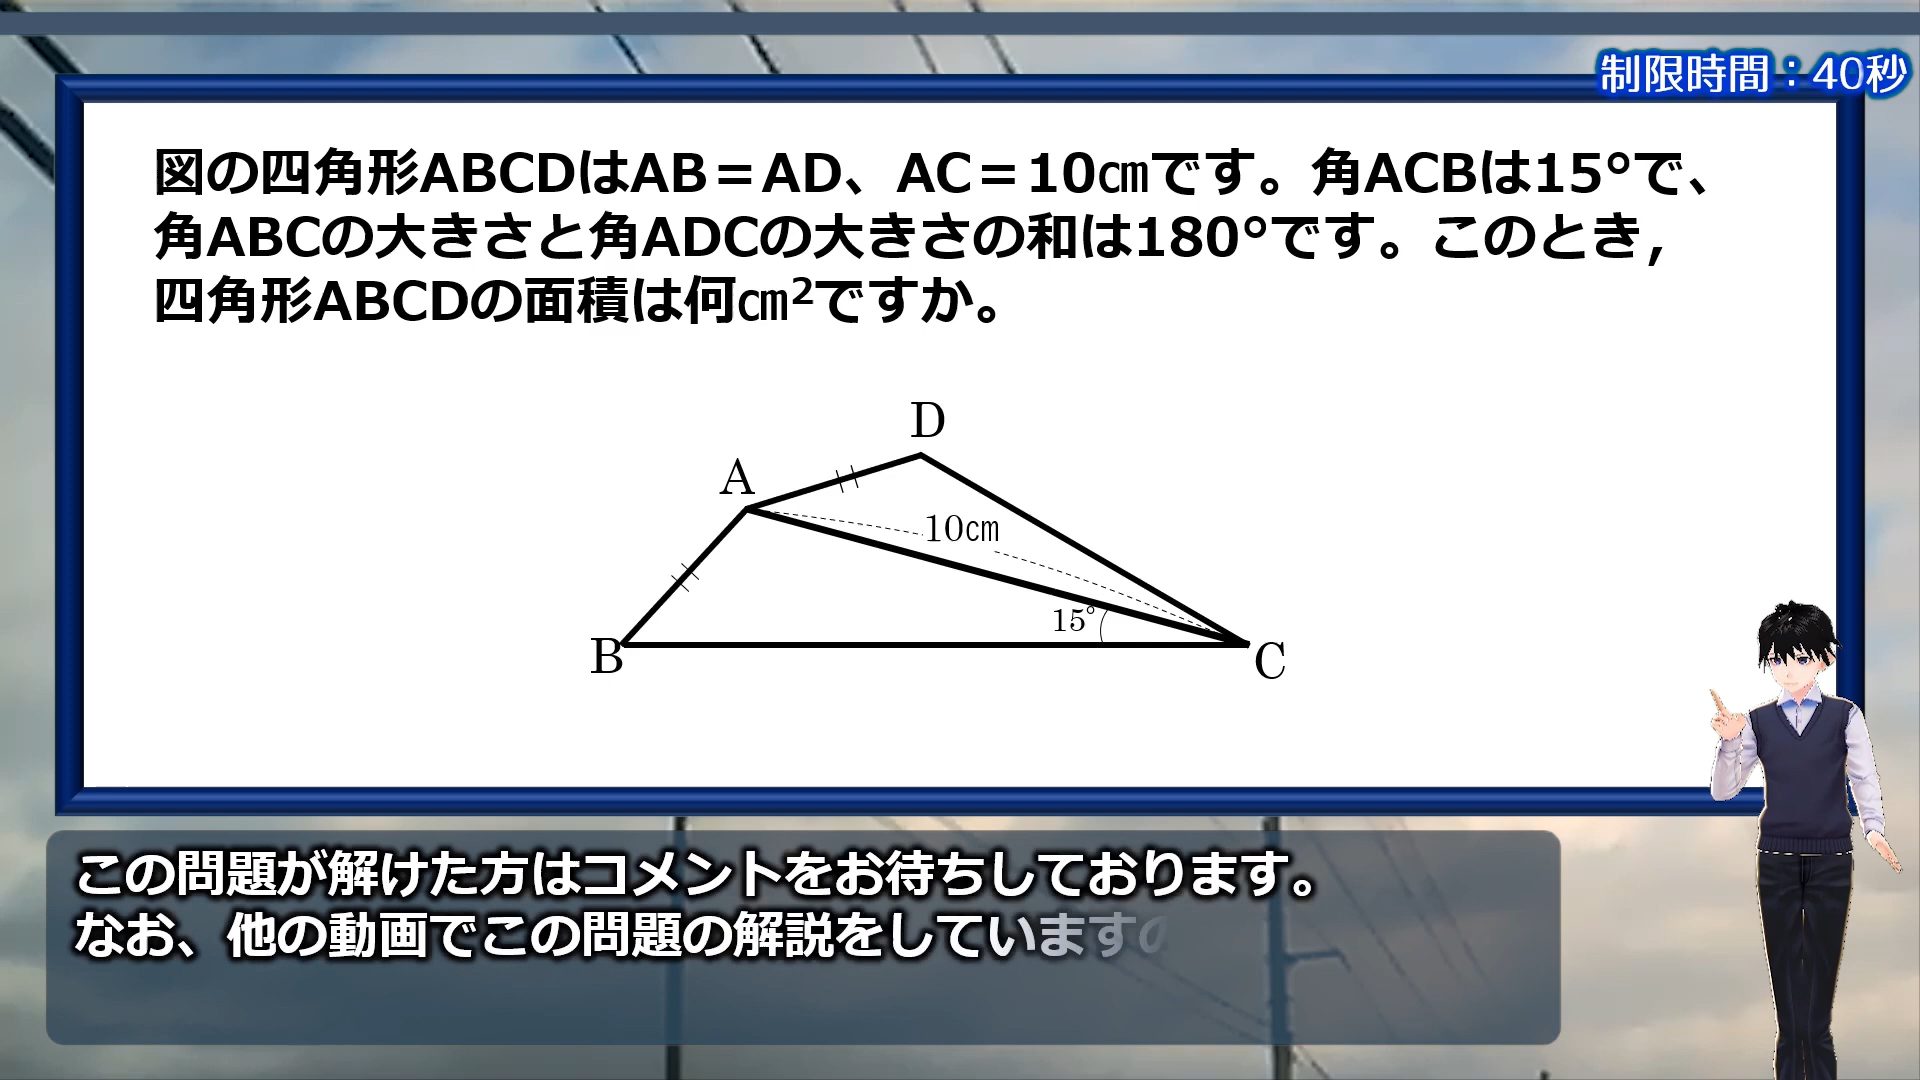 制限時間：40秒
図の四角形ABCDはAB＝AD、AC＝10㎝です。角ACBは15°で、
角ABCの大きさと角ADCの大きさの和は180°です。このとき,
四角形ABCDの面積は何㎝²ですか。
D
A
10㎝
15°
B
C
この問題が解けた方はコメントをお待ちしております。
なお、他の動画でこの問題の解説をしていますの